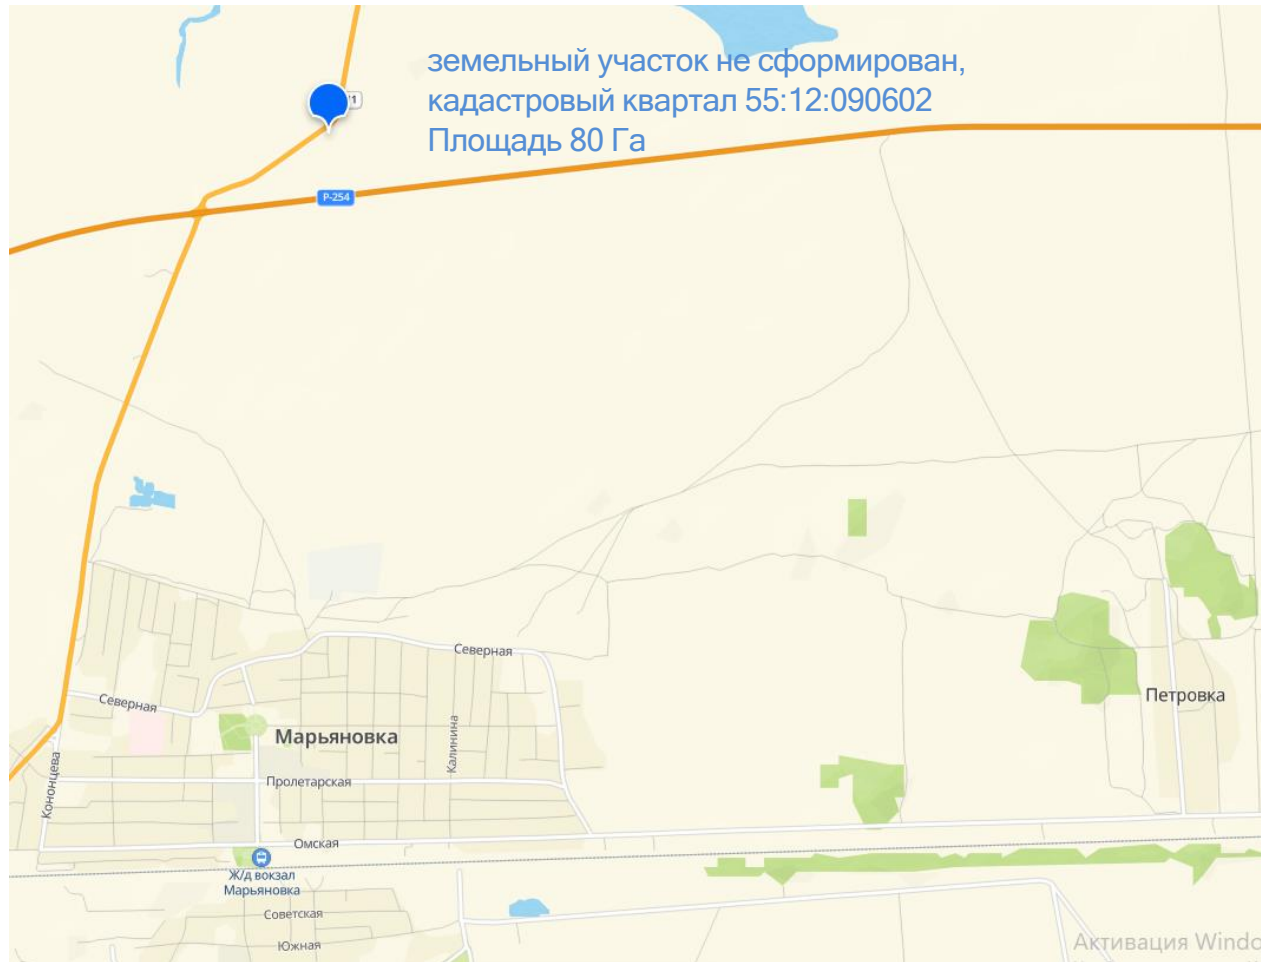 земельный участок не сформирован,
кадастровый квартал 55:12:090602
Площадь 80 Га
Р-254
Северная
Северная
Петровка
Марьяновка
Калинина
Кононцева
Пролетарская
Омская
Ж/д вокзал
Марьяновка
Советская
Южная
Активация Windo